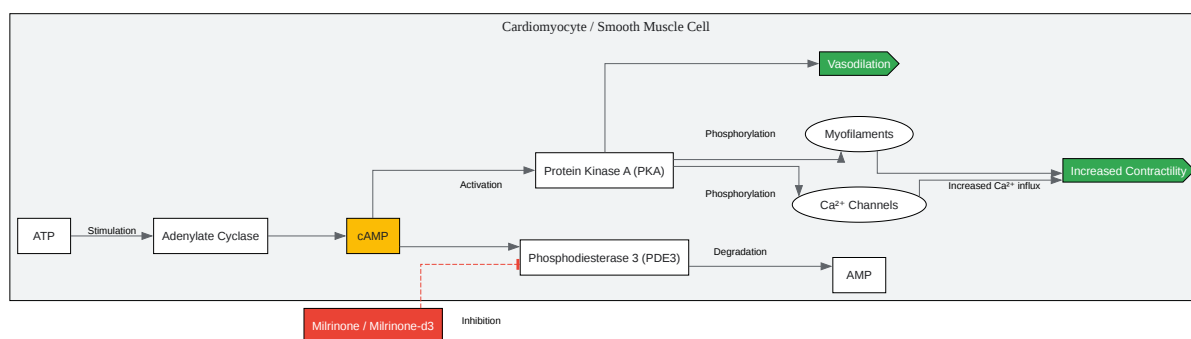 Cardiomyocyte / Smooth Muscle Cell
Vasodilation
Phosphorylation
Myofilaments
Protein Kinase A (PKA)
Increased Contractility
Activation
Phosphorylation
Increased Ca²⁺ influx
Ca²⁺ Channels
ATP
Stimulation
Adenylate Cyclase
cAMP
Phosphodiesterase 3 (PDE3)
Degradation
AMP
Milrinone / Milrinone-d3
Inhibition